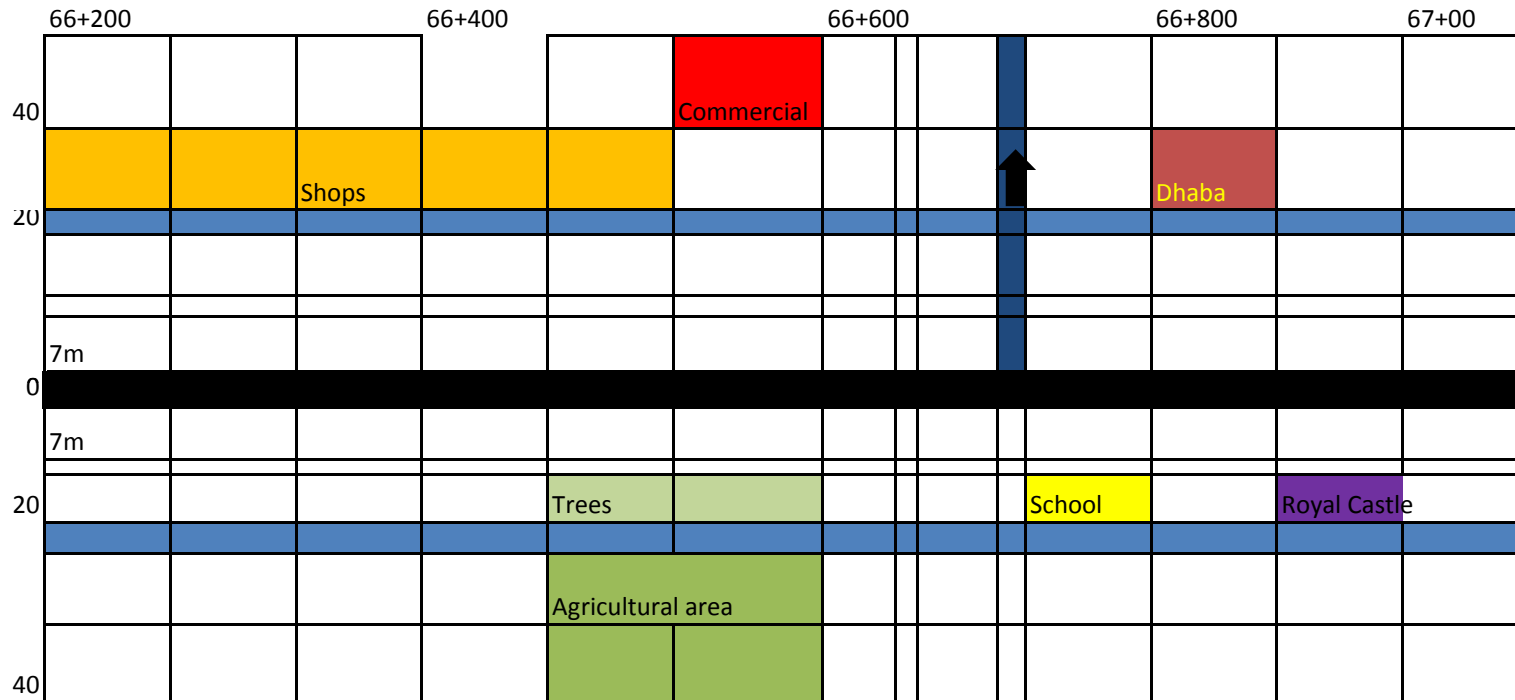 66+200 66+400 66+600 66+800 67+00
40
Commercial
Shops
Dhaba
20
7m
0
7m
20
Trees
School
Royal Castle
Agricultural area
40